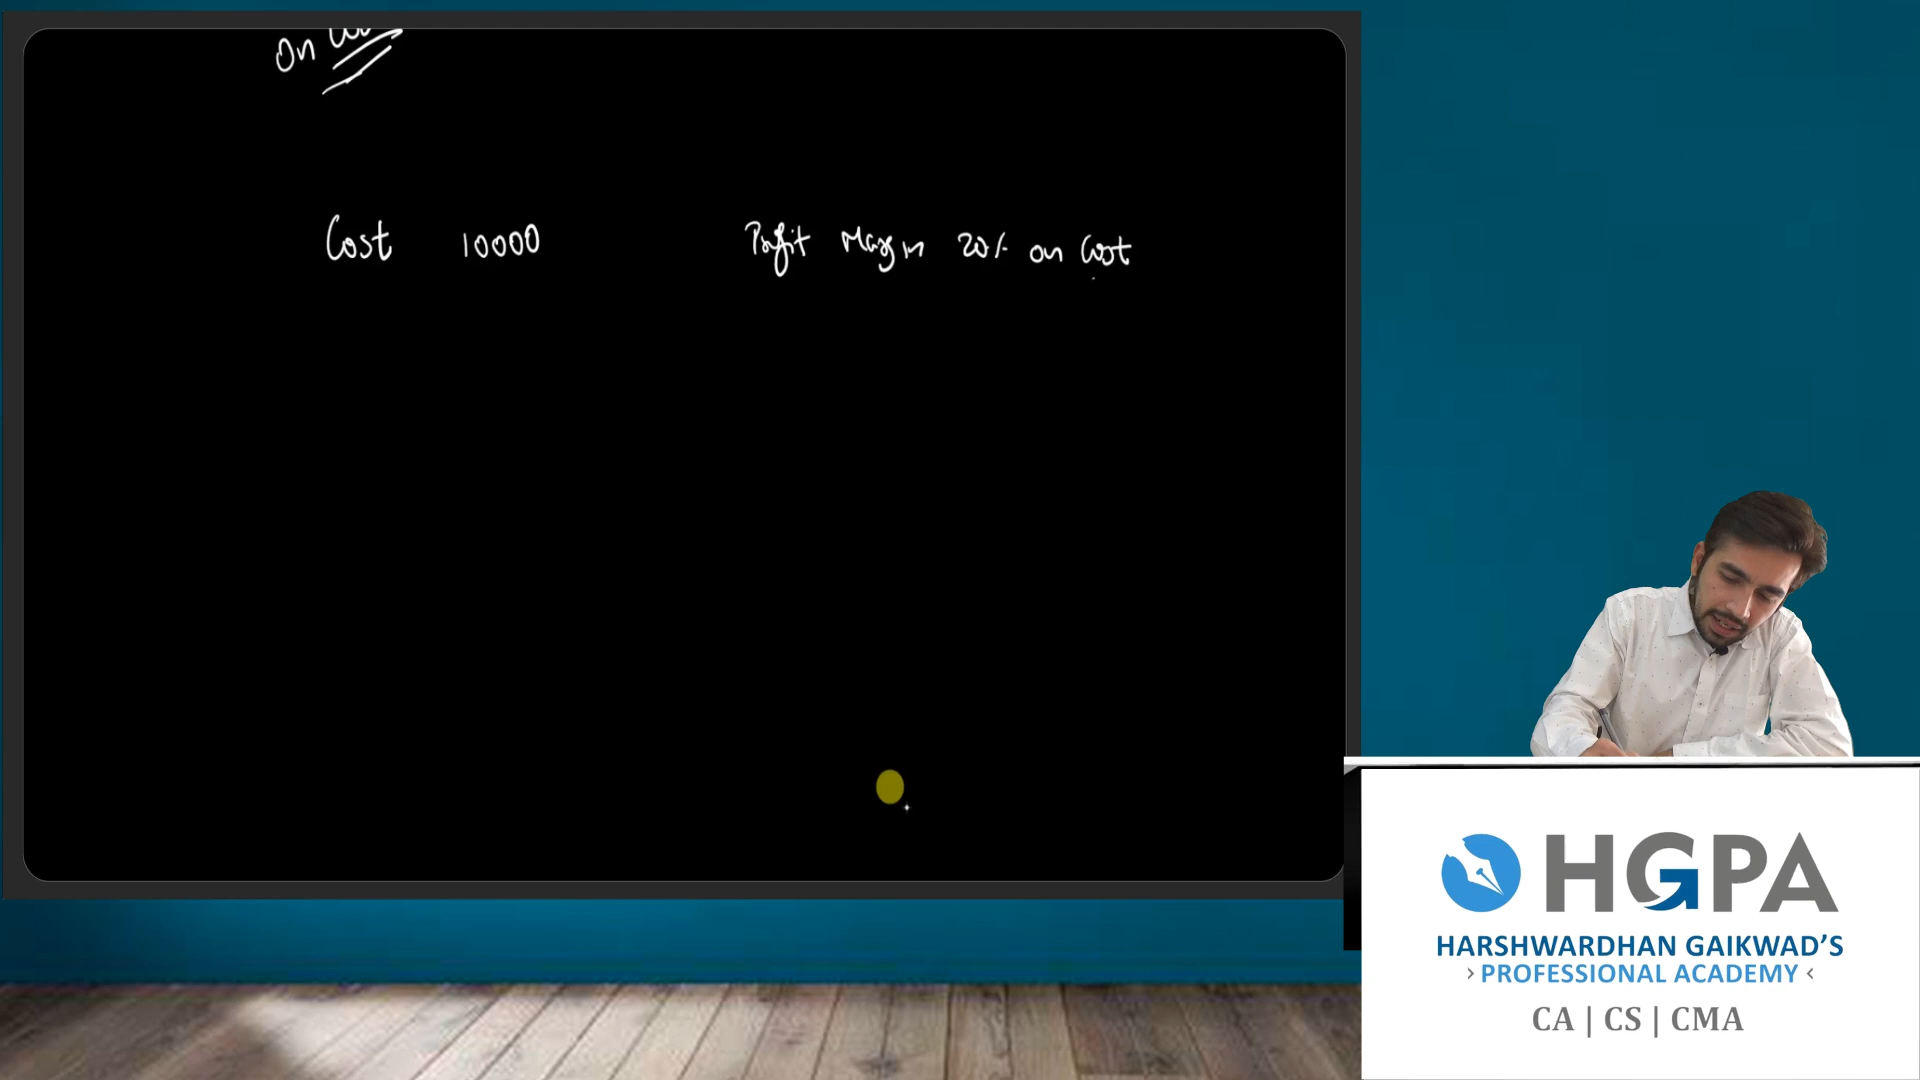 On
Cost 10000 Profit Margin 20% on Cost
HGPA
HARSHWARDHAN GAIKWAD'S
› PROFESSIONAL ACADEMY ‹
CA | CS | CMA